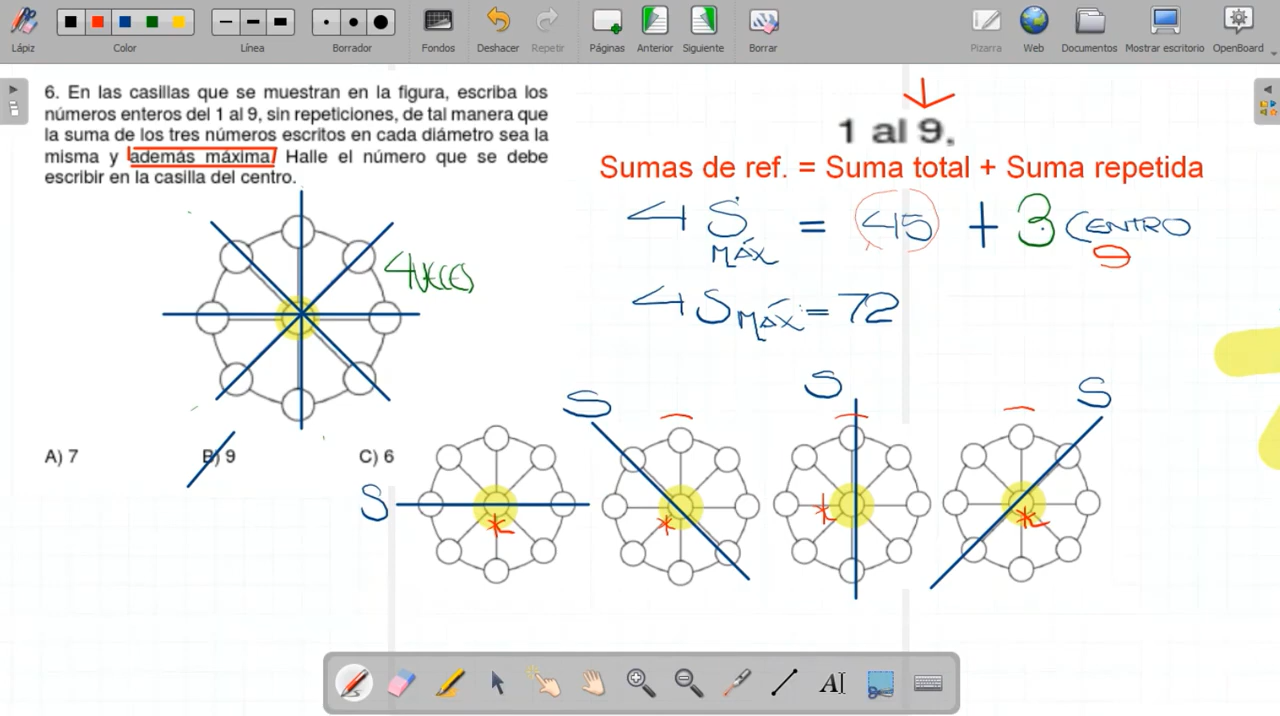 Lápiz
Color
Línea
Borrador
Fondos
Deshacer
Repetir
Páginas
Anterior
Siguiente
Borrar
Pizarra
Web
Documentos
Mostrar escritorio
OpenBoard
6. En las casillas que se muestran en la figura, escriba los
números enteros del 1 al 9, sin repeticiones, de tal manera que
la suma de los tres números escritos en cada diámetro sea la
misma y además máxima. Halle el número que se debe
escribir en la casilla del centro.
1 al 9,
Sumas de ref. = Suma total + Suma repetida
4 S MÁX = 45 + 3 CENTRO
9
4 S MÁX = 72
4 VECES
A) 7
B) 9
C) 6
S
S
S
S
AI